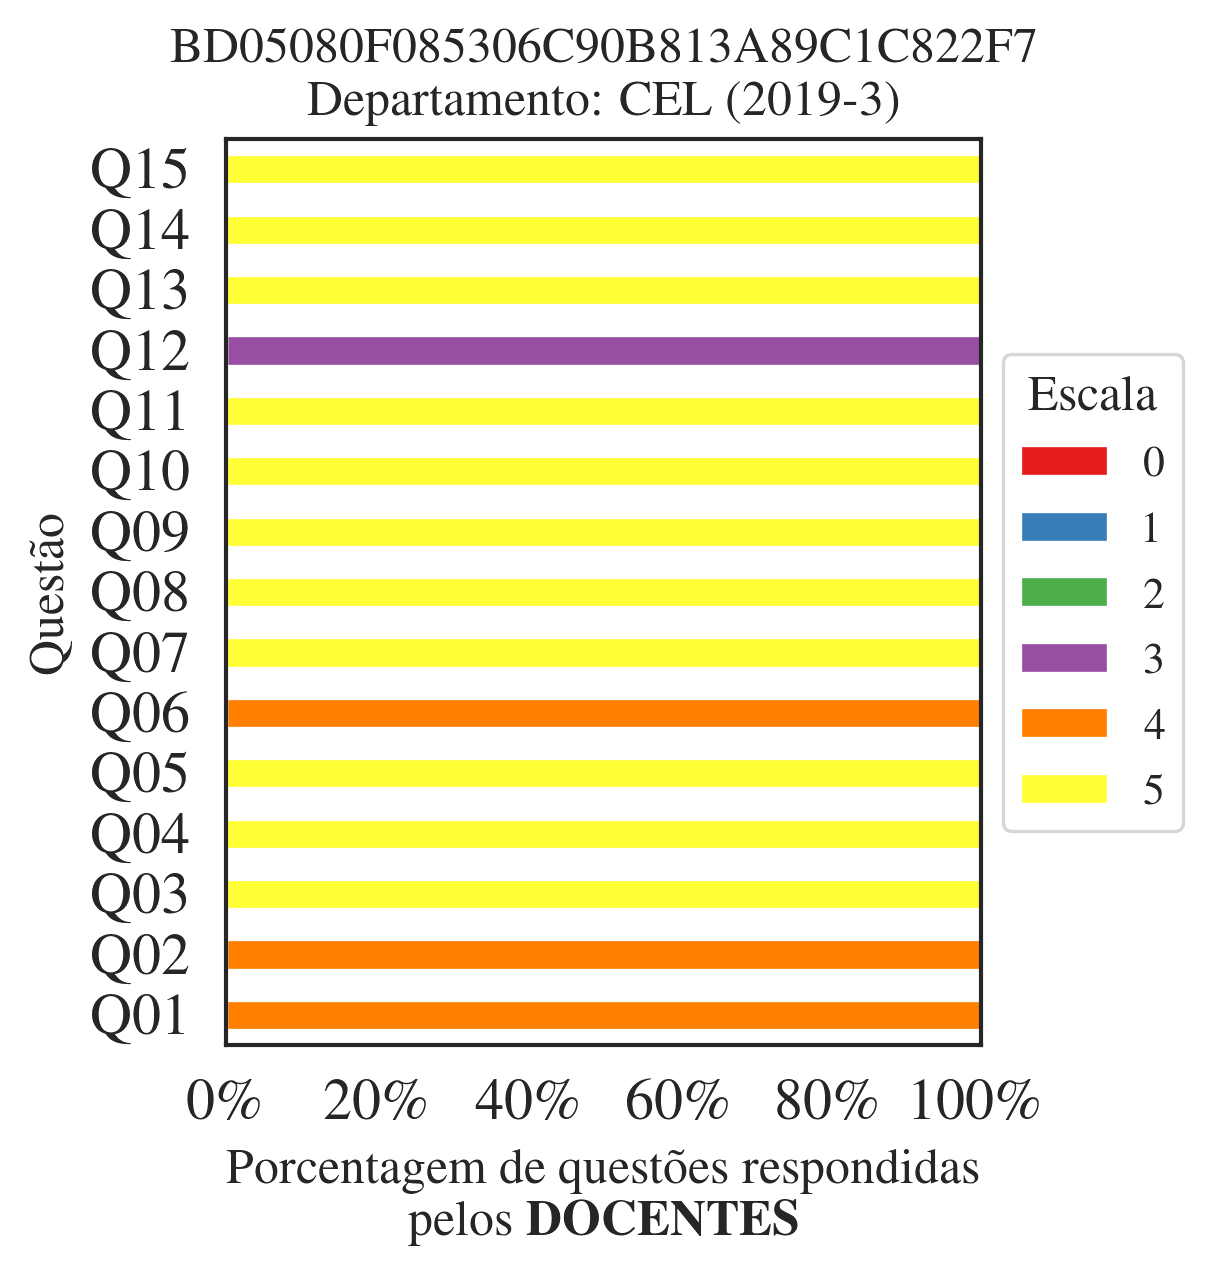 BD05080F085306C90B813A89C1C822F7
Departamento: CEL (2019-3)
Questão
Q15
Q14
Q13
Q12
Q11
Q10
Q09
Q08
Q07
Q06
Q05
Q04
Q03
Q02
Q01
0% 20% 40% 60% 80% 100%
Porcentagem de questões respondidas
pelos DOCENTES
Escala
0
1
2
3
4
5